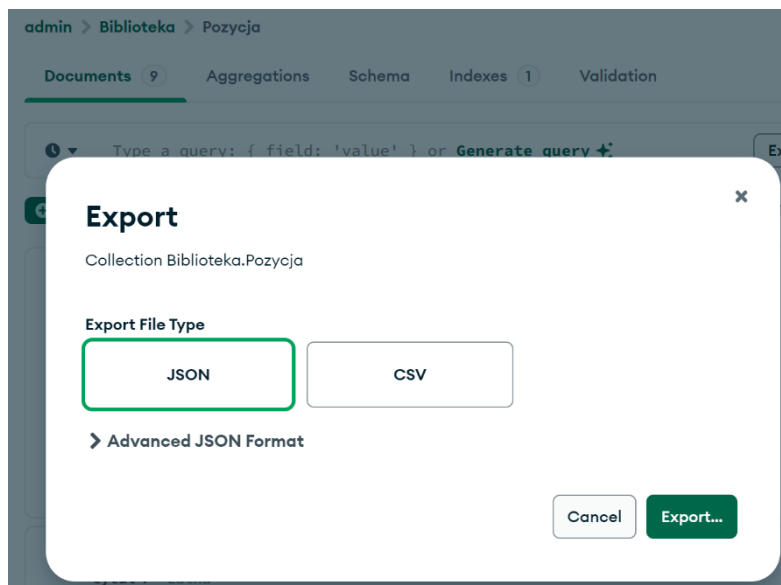 admin > Biblioteka > Pozycja
Documents 9 Aggregations Schema Indexes 1 Validation
Type a query: { field: 'value' } or Generate query
Export
Collection Biblioteka.Pozycja
Export File Type
JSON CSV
Advanced JSON Format
Cancel Export...